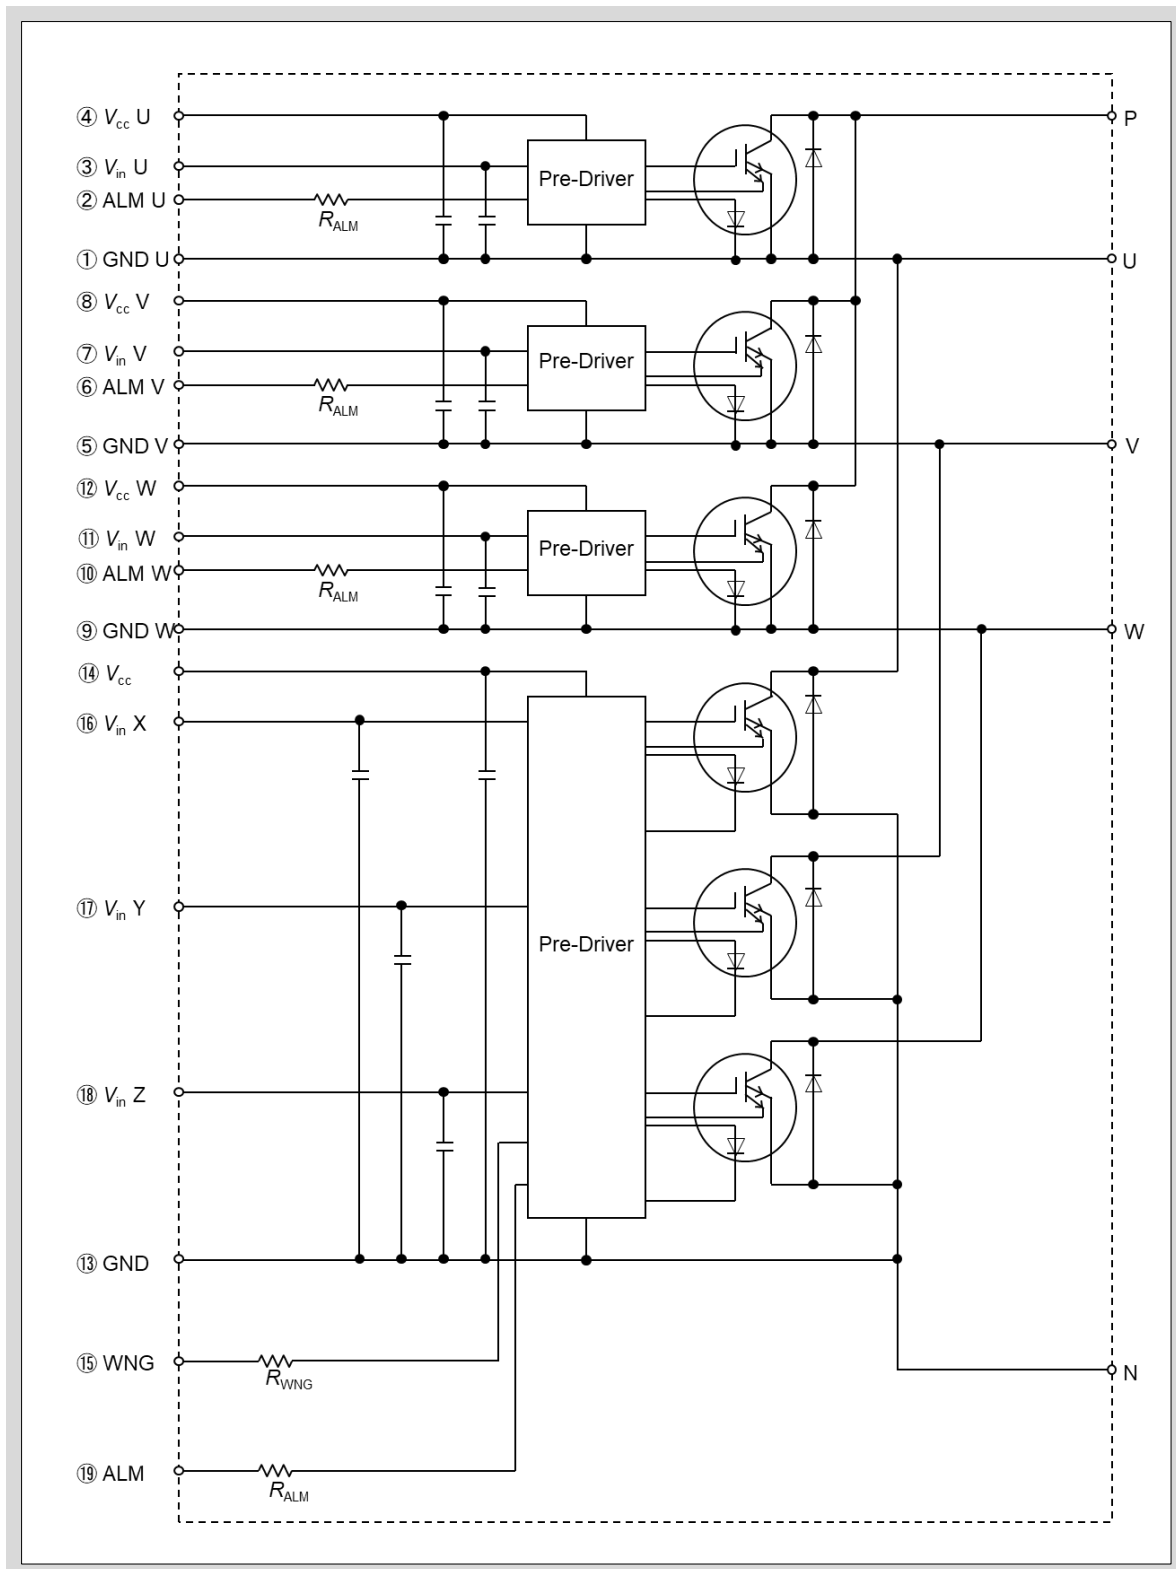 ④ Vcc U
P
③ Vin U
Pre-Driver
② ALM U
RALM
① GND U
U
⑧ Vcc V
⑦ Vin V
Pre-Driver
⑥ ALM V
RALM
⑤ GND V
V
⑫ Vcc W
⑪ Vin W
Pre-Driver
⑩ ALM W
RALM
⑨ GND W
W
⑭ Vcc
⑯ Vin X
⑰ Vin Y
Pre-Driver
⑱ Vin Z
⑬ GND
⑮ WNG
RWNG
N
⑲ ALM
RALM